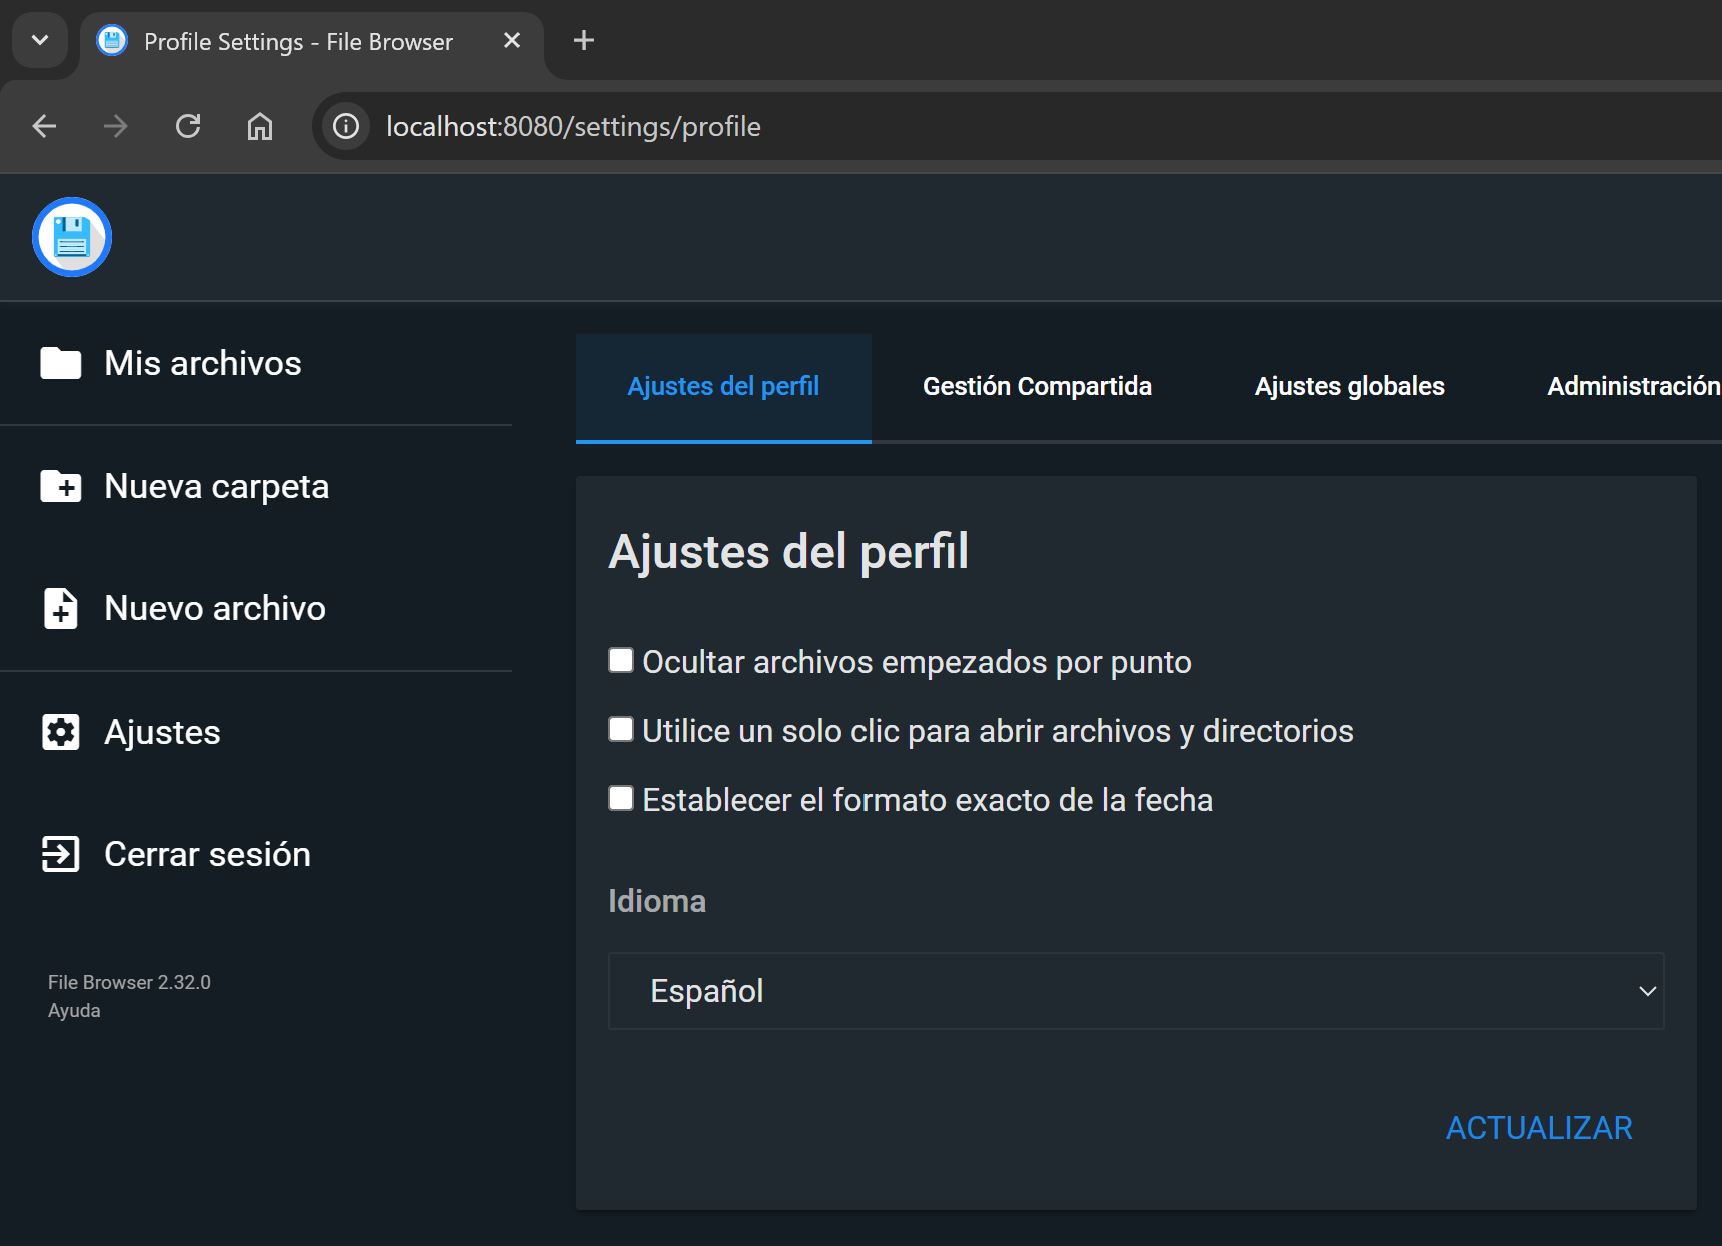 Profile Settings - File Browser
localhost:8080/settings/profile
Mis archivos
Nueva carpeta
Nuevo archivo
Ajustes
Cerrar sesión
File Browser 2.32.0
Ayuda
Ajustes del perfil
Gestión Compartida
Ajustes globales
Administración
Ajustes del perfil
Ocultar archivos empezados por punto
Utilice un solo clic para abrir archivos y directorios
Establecer el formato exacto de la fecha
Idioma
Español
ACTUALIZAR